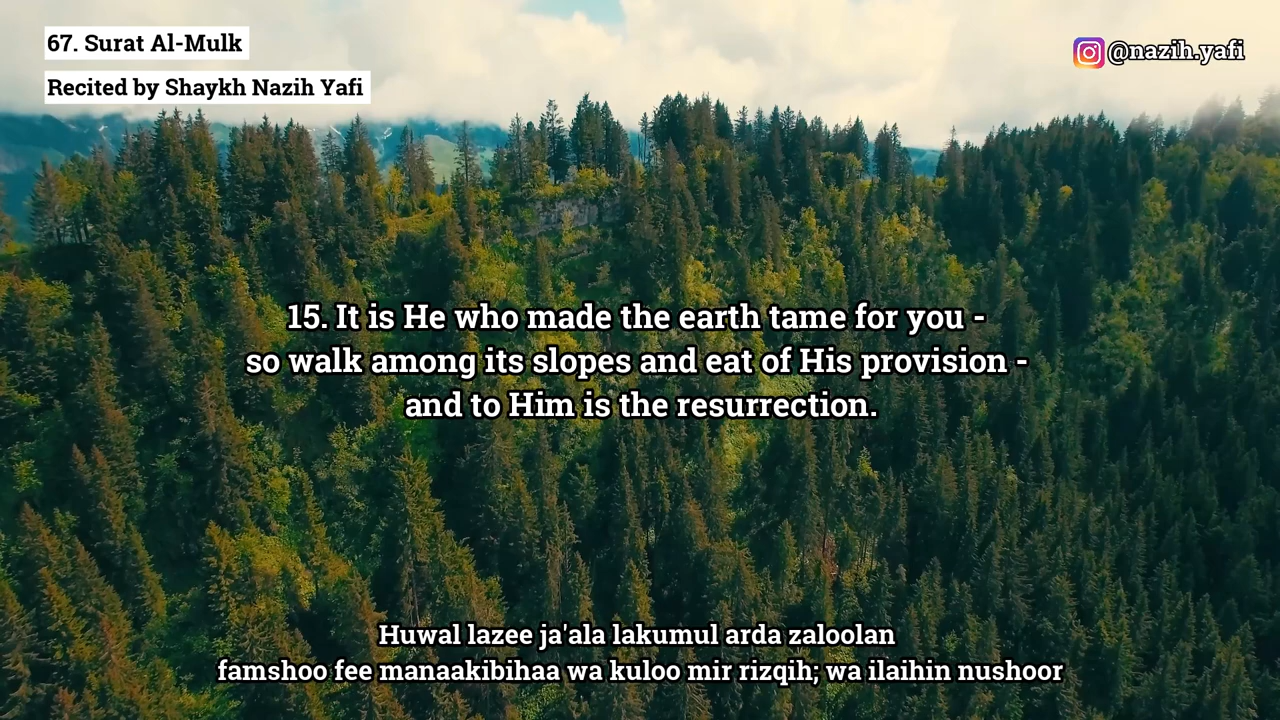 67. Surat Al-Mulk
@nazih.yafi
Recited by Shaykh Nazih Yafi
15. It is He who made the earth tame for you -
so walk among its slopes and eat of His provision -
and to Him is the resurrection.
Huwal lazee ja'ala lakumul arda zaloolan
famshoo fee manaakibihaa wa kuloo mir rizqih; wa ilaihin nushoor